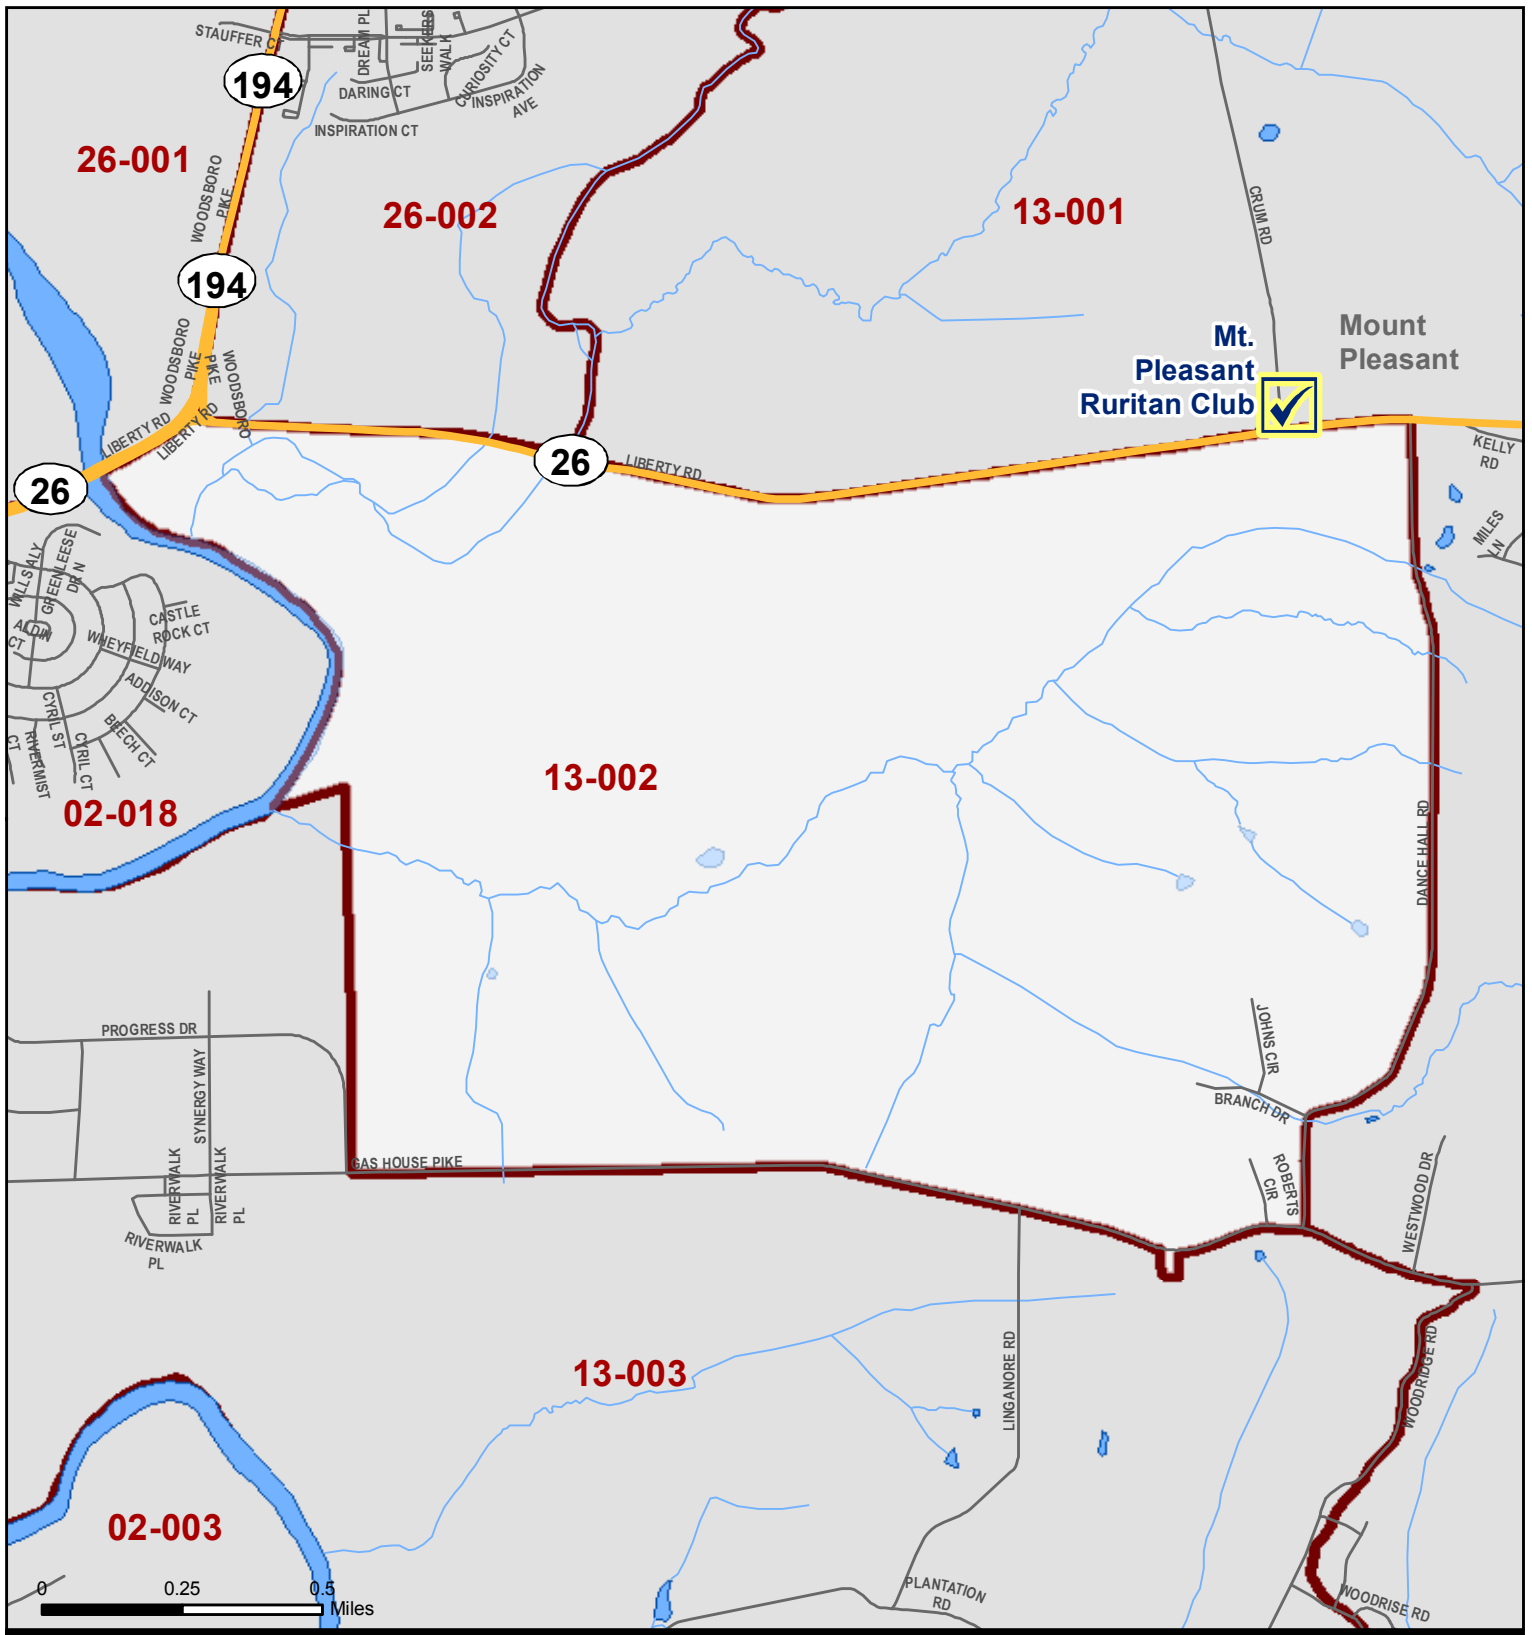 STAUFFER CT
DREAM PL
SEEKERS
WALK
CURIOSITY CT
DARING CT
INSPIRATION
AVE
INSPIRATION CT
194
26-001
WOODSBORO
PIKE
26-002
13-001
CRUM RD
194
WOODSBORO
PIKE
WOODSBORO
PIKE
Mt.
Pleasant
Ruritan Club
Mount
Pleasant
LIBERTY RD
LIBERTY RD
26
26
LIBERTY RD
KELLY
RD
MILES
LN
WILLS ALY
GREENLEESE
DR N
ALDIN
CT
CASTLE
ROCK CT
WHEYFIELD WAY
ADDISON CT
BEECH CT
CYRIL ST
CYRIL CT
RIVERMIST
CT
02-018
13-002
DANCE HALL RD
PROGRESS DR
SYNERGY WAY
JOHNS CIR
BRANCH DR
GAS HOUSE PIKE
RIVERWALK
PL
RIVERWALK
PL
RIVERWALK
PL
ROBERTS
CIR
WESTWOOD DR
LINGANORE RD
13-003
WOODRIDGE RD
02-003
PLANTATION
RD
WOODRISE RD
0 0.25 0.5
Miles